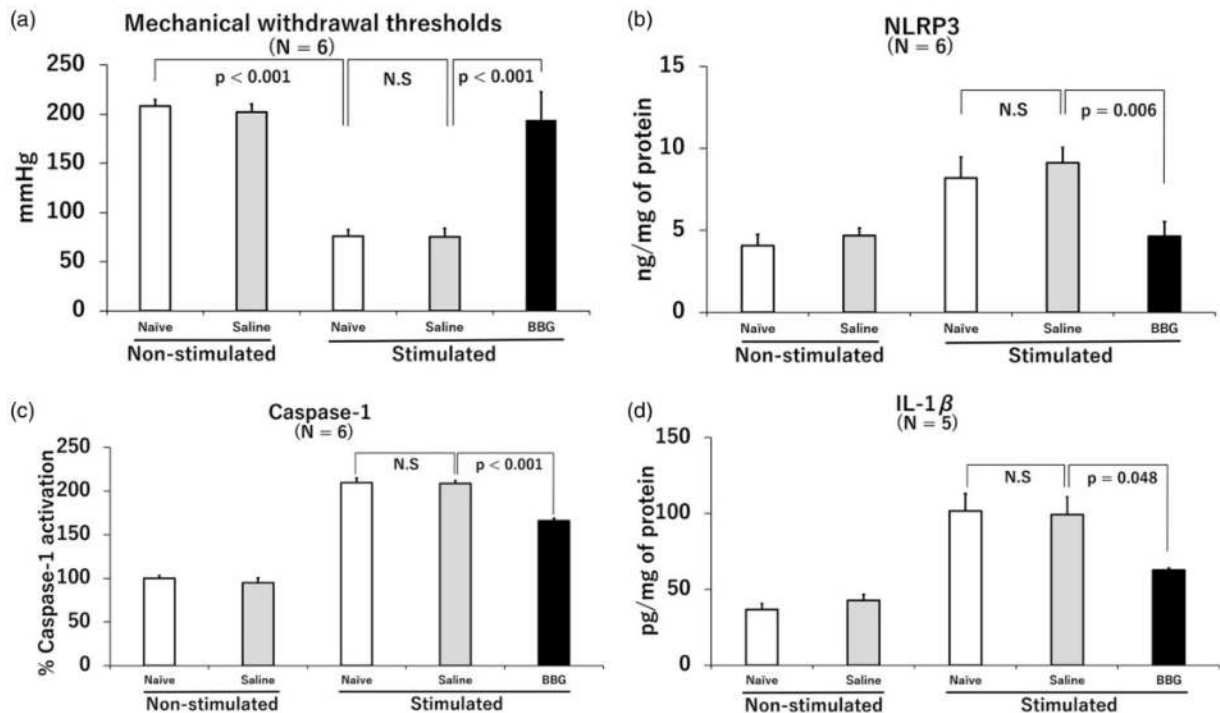 (a)
Mechanical withdrawal thresholds
(N = 6)
250
200
150
100
50
0
mmHg
p < 0.001
N.S
p < 0.001
Naïve Saline Naïve Saline BBG
Non-stimulated Stimulated
(b)
NLRP3
(N = 6)
15
10
5
0
ng/mg of protein
N.S
p = 0.006
Naïve Saline Naïve Saline BBG
Non-stimulated Stimulated
(c)
Caspase-1
(N = 6)
250
200
150
100
50
0
% Caspase-1 activation
N.S
p < 0.001
Naïve Saline Naïve Saline BBG
Non-stimulated Stimulated
(d)
IL-1β
(N = 5)
150
100
50
0
pg/mg of protein
N.S
p = 0.048
Naïve Saline Naïve Saline BBG
Non-stimulated Stimulated